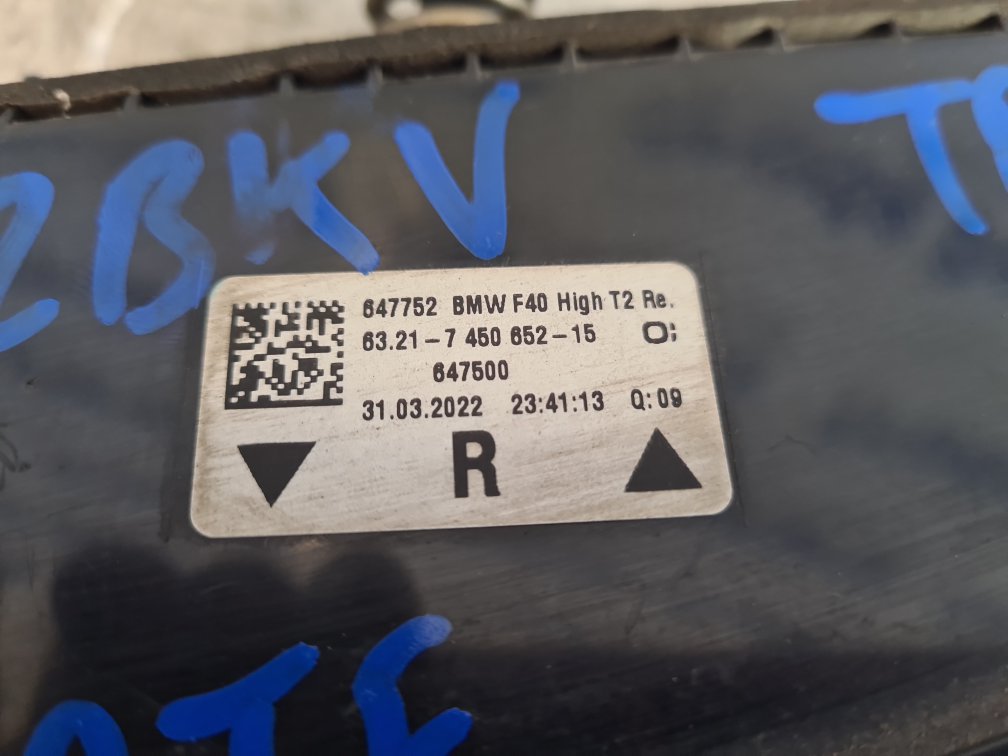 2BKV
647752 BMW F40 High T2 Re.
63.21-7 450 652-15 O;
647500
31.03.2022 23:41:13 Q:09
R